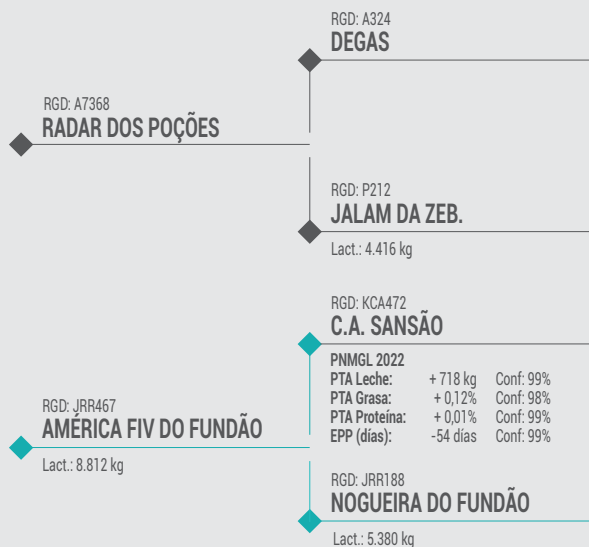 RGD: A324
DEGAS
RGD: A7368
RADAR DOS POÇÕES
RGD: P212
JALAM DA ZEB.
Lact.: 4.416 kg
RGD: KCA472
C.A. SANSÃO
PNMGL 2022
PTA Leche: + 718 kg Conf: 99%
PTA Grasa: + 0,12% Conf: 98%
PTA Proteína: + 0,01% Conf: 99%
EPP (días): -54 días Conf: 99%
RGD: JRR467
AMÉRICA FIV DO FUNDÃO
Lact.: 8.812 kg
RGD: JRR188
NOGUEIRA DO FUNDÃO
Lact.: 5.380 kg